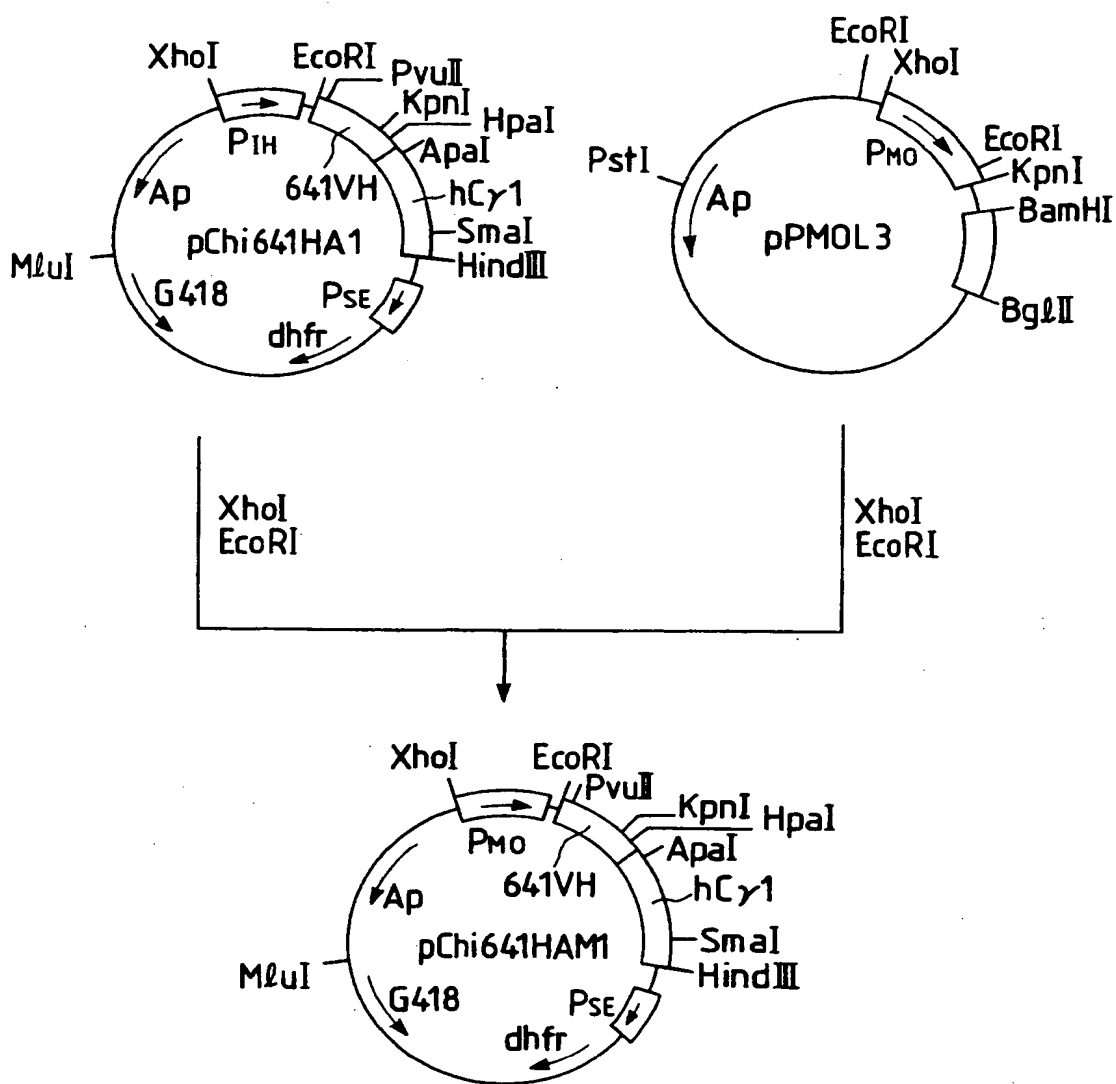 XhoI
EcoRI
PvuⅡ
KpnI
HpaI
ApaI
PIH
641VH
hCγ1
Ap
pChi641HA1
SmaI
HindⅢ
MluI
G418
PSE
dhfr
EcoRI
XhoI
PMO
EcoRI
KpnI
PstI
Ap
BamHI
pPMOL3
BglⅡ
XhoI
EcoRI
XhoI
EcoRI
XhoI
EcoRI
PvuⅡ
KpnI
HpaI
ApaI
PMO
641VH
hCγ1
Ap
pChi641HAM1
SmaI
HindⅢ
MluI
G418
PSE
dhfr